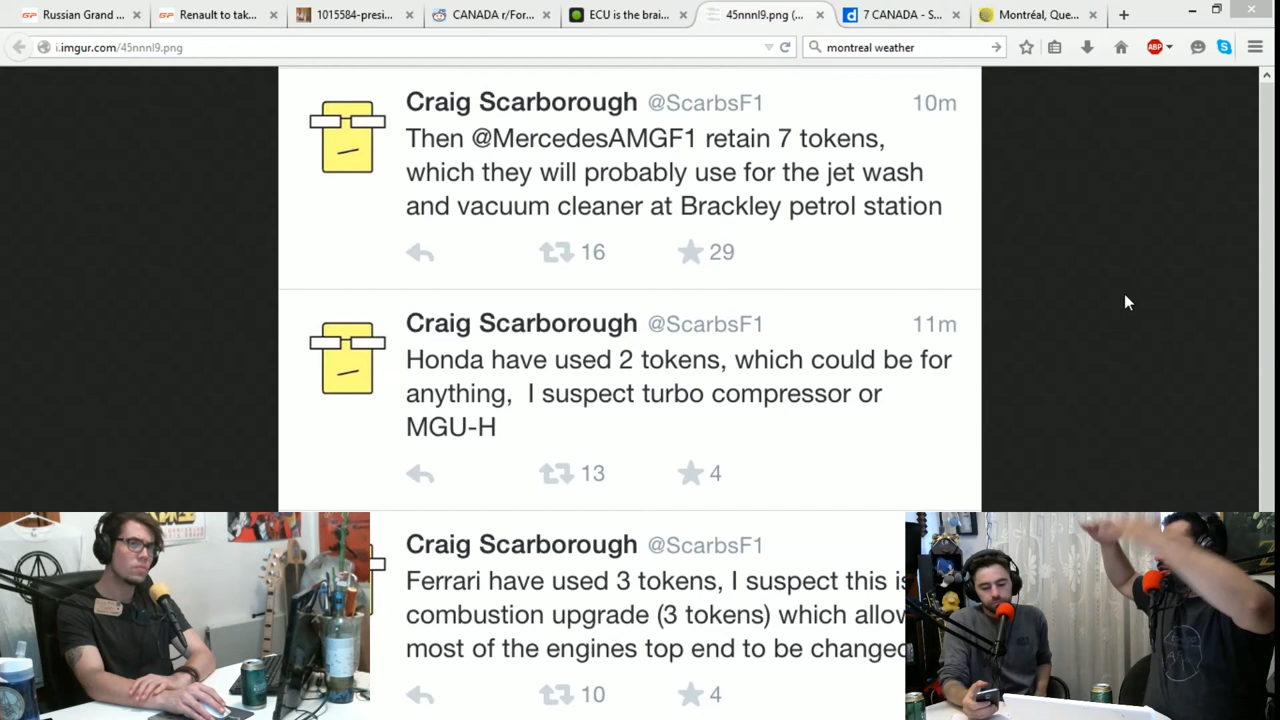 Russian Grand ...
Renault to tak...
1015584-presi...
CANADA r/For...
ECU is the brai...
45nnnl9.png (...
7 CANADA - S...
Montréal, Que...
i.imgur.com/45nnnl9.png
montreal weather
ABP
Craig Scarborough @ScarbsF1 10m
Then @MercedesAMGF1 retain 7 tokens,
which they will probably use for the jet wash
and vacuum cleaner at Brackley petrol station
16 29
Craig Scarborough @ScarbsF1 11m
Honda have used 2 tokens, which could be for
anything, I suspect turbo compressor or
MGU-H
13 4
Craig Scarborough @ScarbsF1
Ferrari have used 3 tokens, I suspect this is
combustion upgrade (3 tokens) which allow
most of the engines top end to be changed
10 4